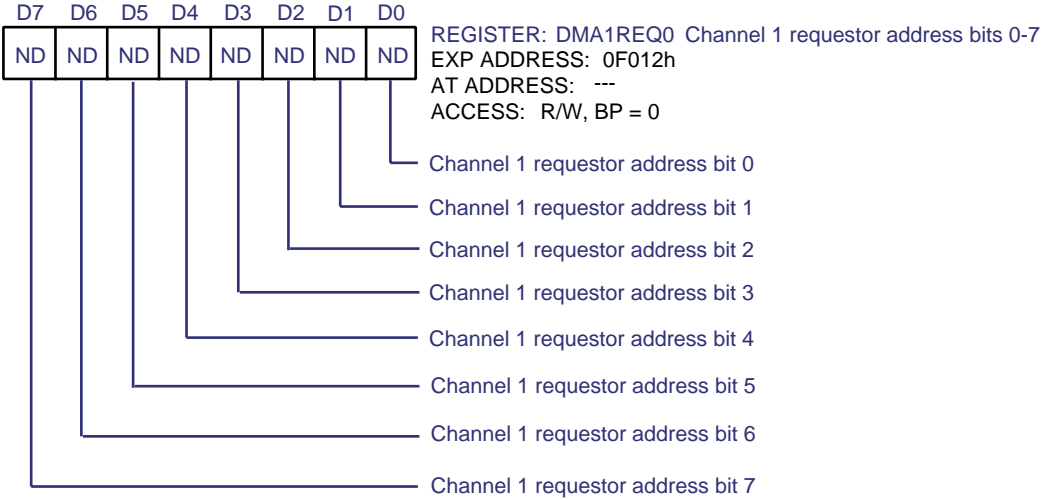 D7 D6 D5 D4 D3 D2 D1 D0
ND ND ND ND ND ND ND ND
REGISTER: DMA1REQ0 Channel 1 requestor address bits 0-7
EXP ADDRESS: 0F012h
AT ADDRESS: ---
ACCESS: R/W, BP = 0
Channel 1 requestor address bit 0
Channel 1 requestor address bit 1
Channel 1 requestor address bit 2
Channel 1 requestor address bit 3
Channel 1 requestor address bit 4
Channel 1 requestor address bit 5
Channel 1 requestor address bit 6
Channel 1 requestor address bit 7